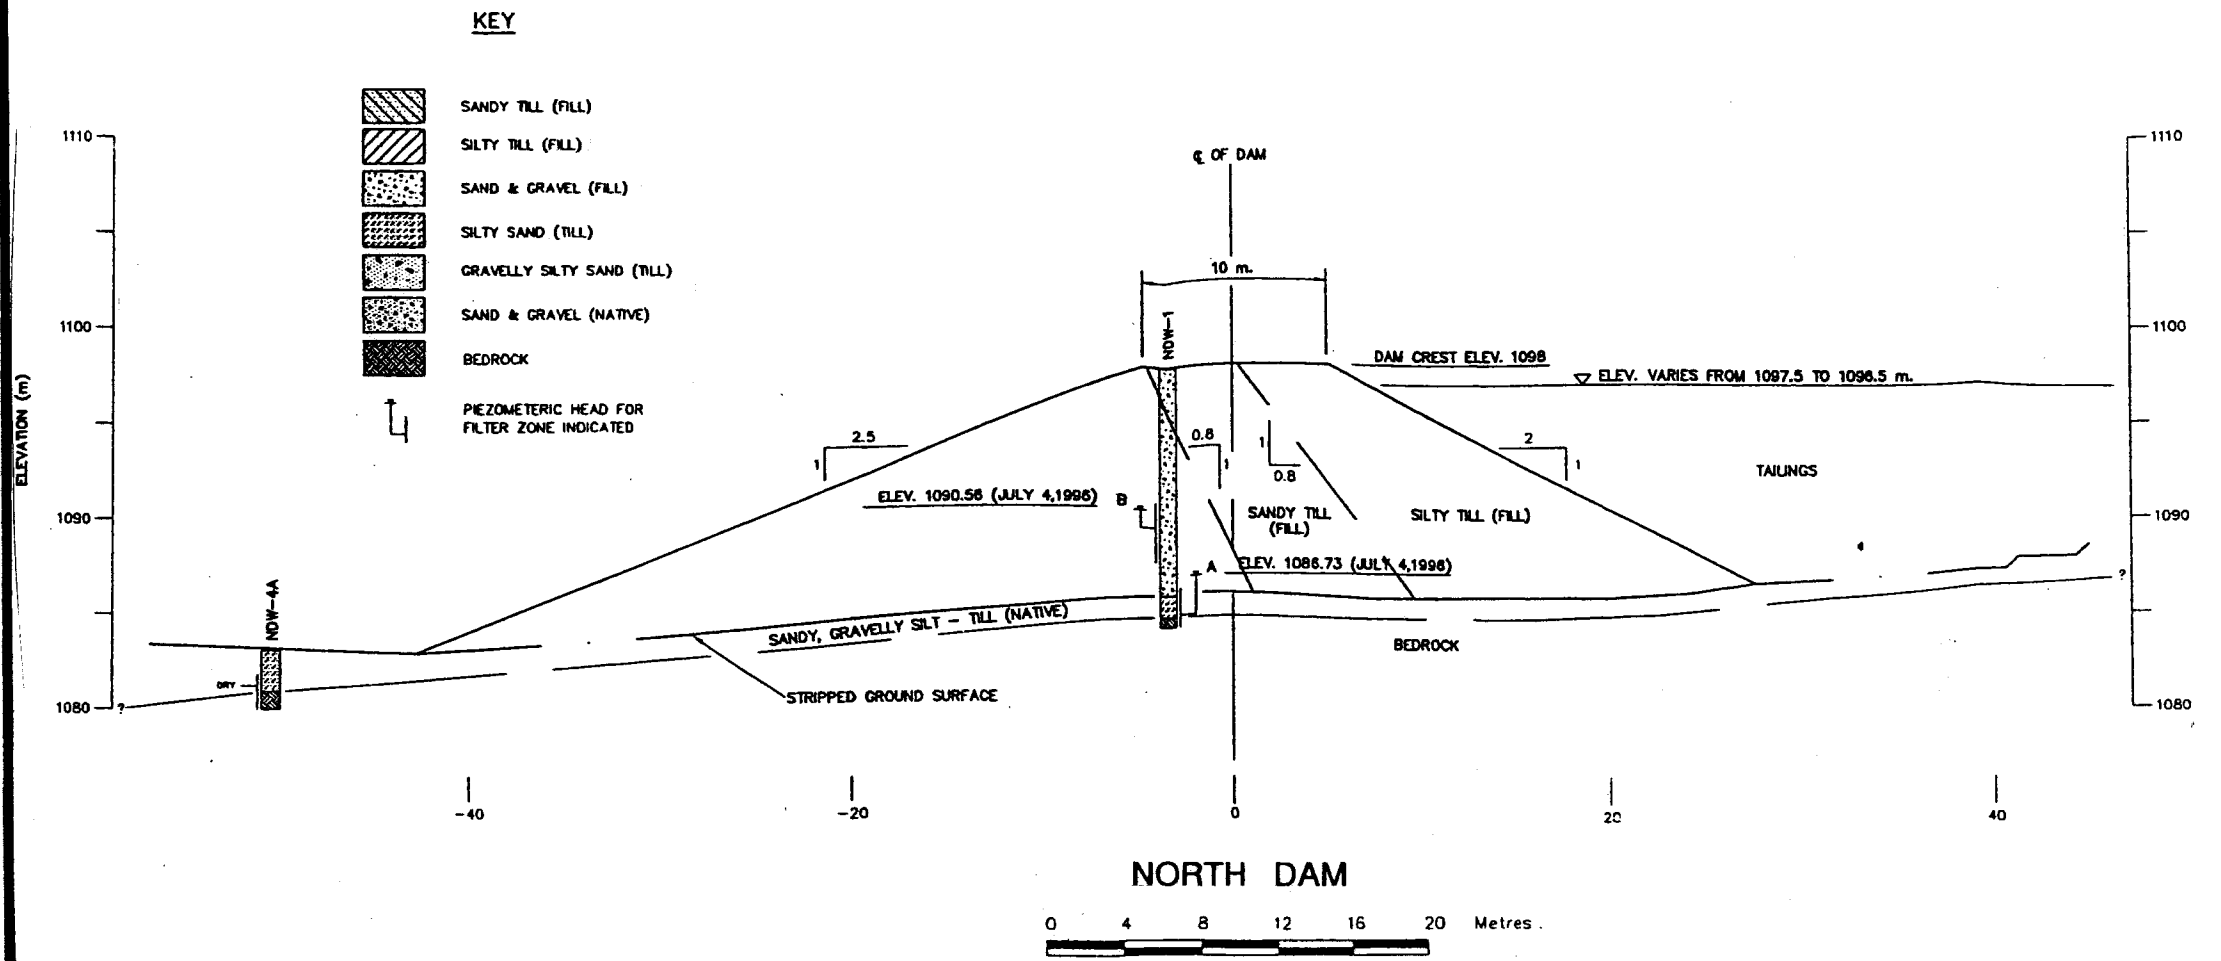 KEY
SANDY TILL (FILL)
SILTY TILL (FILL)
SAND & GRAVEL (FILL)
SILTY SAND (TILL)
GRAVELLY SILTY SAND (TILL)
SAND & GRAVEL (NATIVE)
BEDROCK
PIEZOMETERIC HEAD FOR
FILTER ZONE INDICATED
ELEVATION (m)
1110
1100
1090
1080
1110
1100
1090
1080
℄ OF DAM
10 m.
NDW-1
DAM CREST ELEV. 1098
ELEV. VARIES FROM 1097.5 TO 1096.5 m.
2.5
1
0.8
1
1
0.8
2
1
TAILINGS
ELEV. 1090.56 (JULY 4,1996)
B
SANDY TILL
(FILL)
SILTY TILL (FILL)
A
ELEV. 1086.73 (JULY 4,1996)
?
NDW-4A
SANDY, GRAVELLY SILT - TILL (NATIVE)
BEDROCK
DRY
STRIPPED GROUND SURFACE
?
-40
-20
0
20
40
NORTH DAM
0 4 8 12 16 20 Metres .